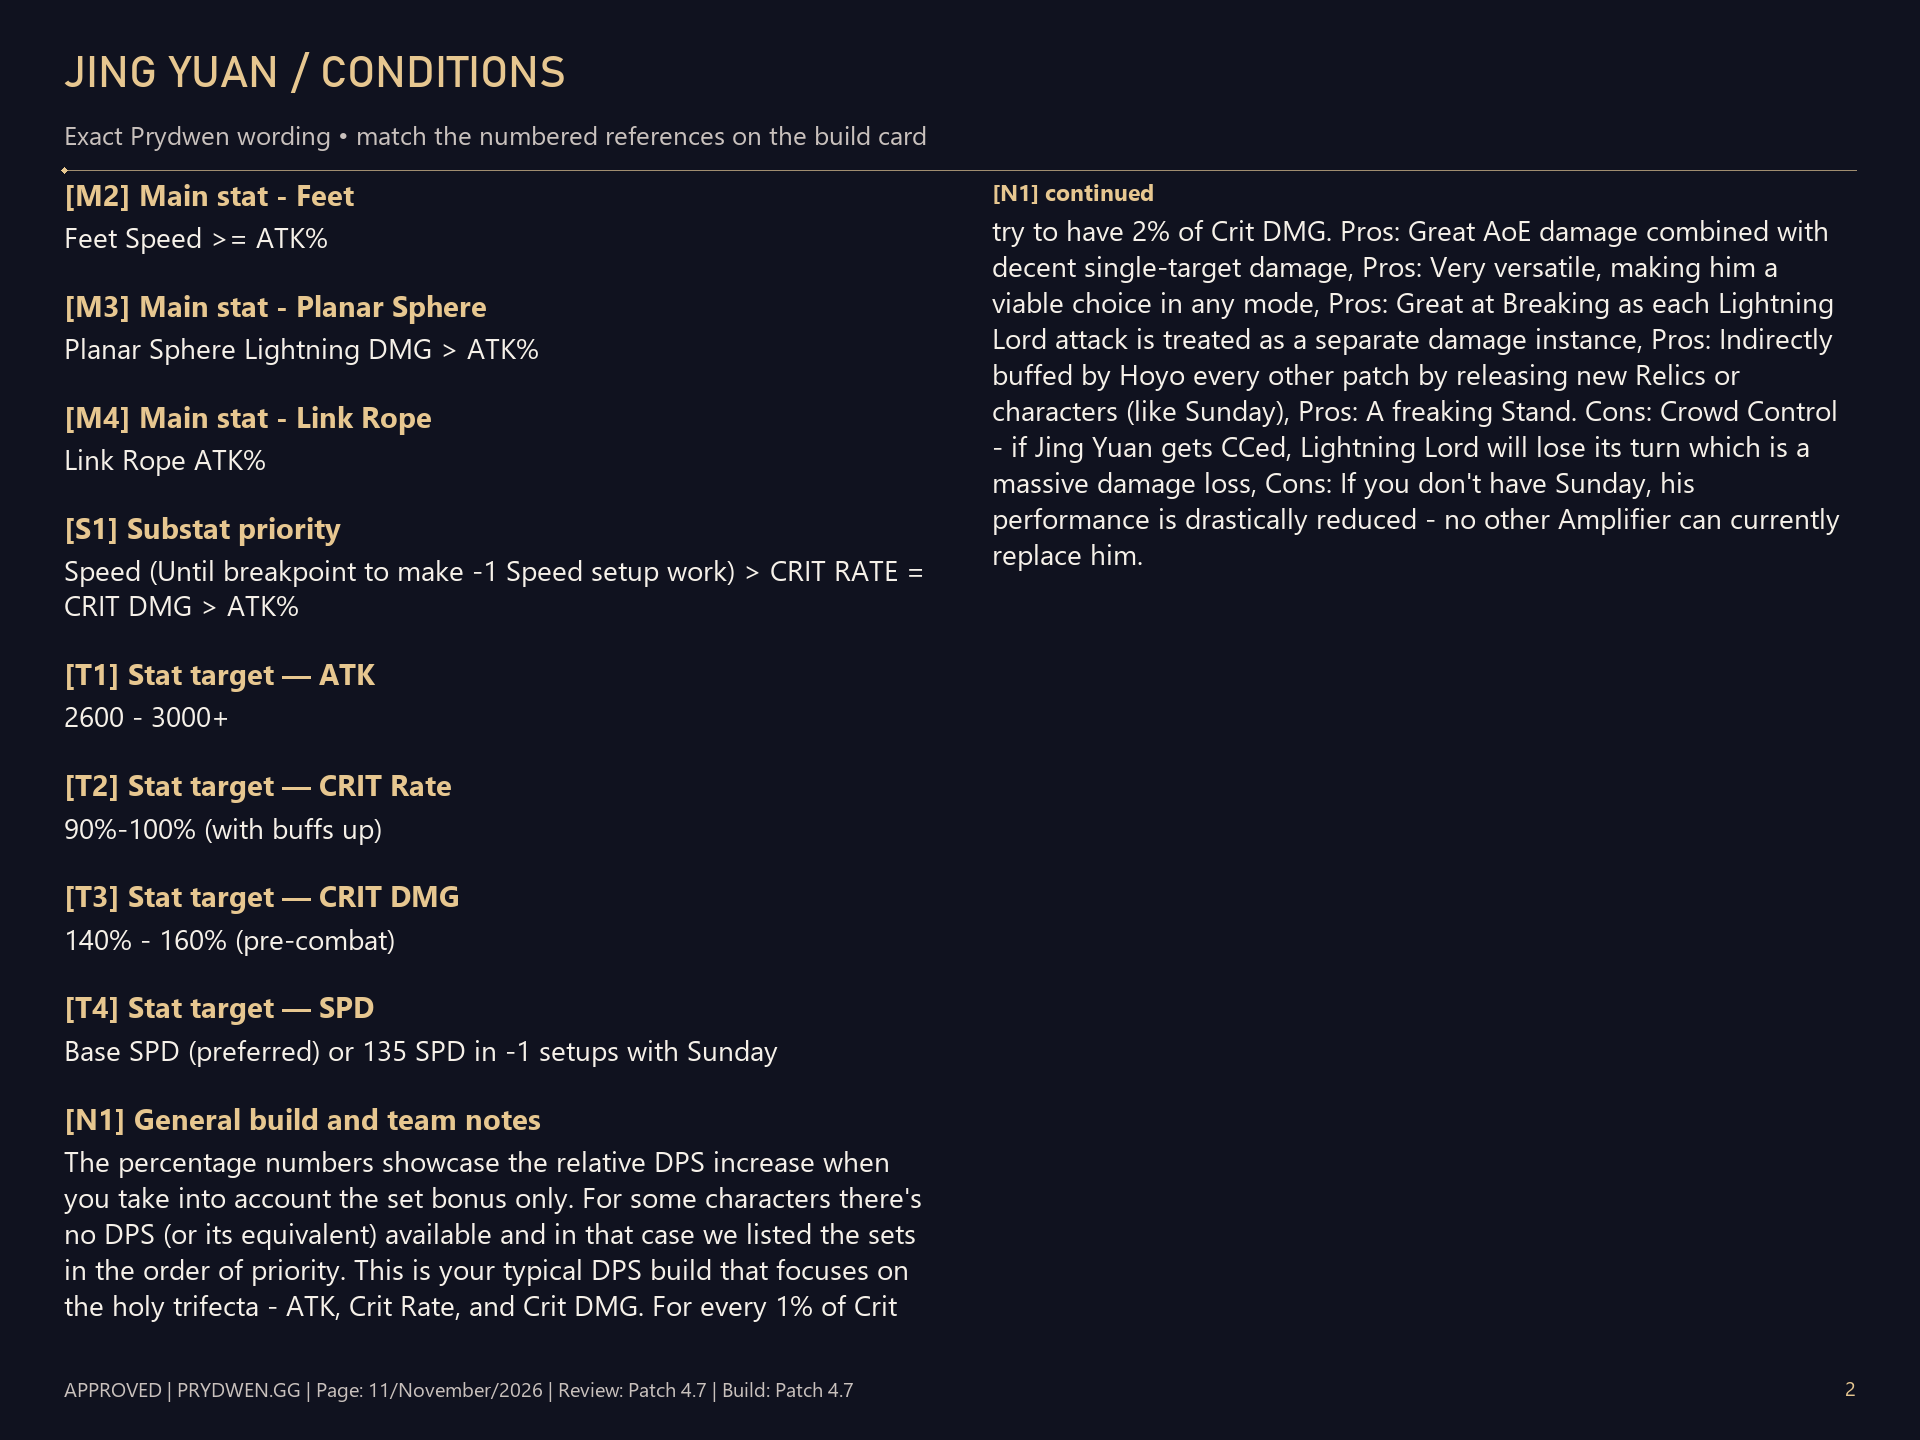 JING YUAN / CONDITIONS
Exact Prydwen wording • match the numbered references on the build card
[M2] Main stat - Feet
Feet Speed >= ATK%
[M3] Main stat - Planar Sphere
Planar Sphere Lightning DMG > ATK%
[M4] Main stat - Link Rope
Link Rope ATK%
[S1] Substat priority
Speed (Until breakpoint to make -1 Speed setup work) > CRIT RATE =
CRIT DMG > ATK%
[T1] Stat target — ATK
2600 - 3000+
[T2] Stat target — CRIT Rate
90%-100% (with buffs up)
[T3] Stat target — CRIT DMG
140% - 160% (pre-combat)
[T4] Stat target — SPD
Base SPD (preferred) or 135 SPD in -1 setups with Sunday
[N1] General build and team notes
The percentage numbers showcase the relative DPS increase when
you take into account the set bonus only. For some characters there's
no DPS (or its equivalent) available and in that case we listed the sets
in the order of priority. This is your typical DPS build that focuses on
the holy trifecta - ATK, Crit Rate, and Crit DMG. For every 1% of Crit
[N1] continued
try to have 2% of Crit DMG. Pros: Great AoE damage combined with
decent single-target damage, Pros: Very versatile, making him a
viable choice in any mode, Pros: Great at Breaking as each Lightning
Lord attack is treated as a separate damage instance, Pros: Indirectly
buffed by Hoyo every other patch by releasing new Relics or
characters (like Sunday), Pros: A freaking Stand. Cons: Crowd Control
- if Jing Yuan gets CCed, Lightning Lord will lose its turn which is a
massive damage loss, Cons: If you don't have Sunday, his
performance is drastically reduced - no other Amplifier can currently
replace him.
APPROVED | PRYDWEN.GG | Page: 11/November/2026 | Review: Patch 4.7 | Build: Patch 4.7
2